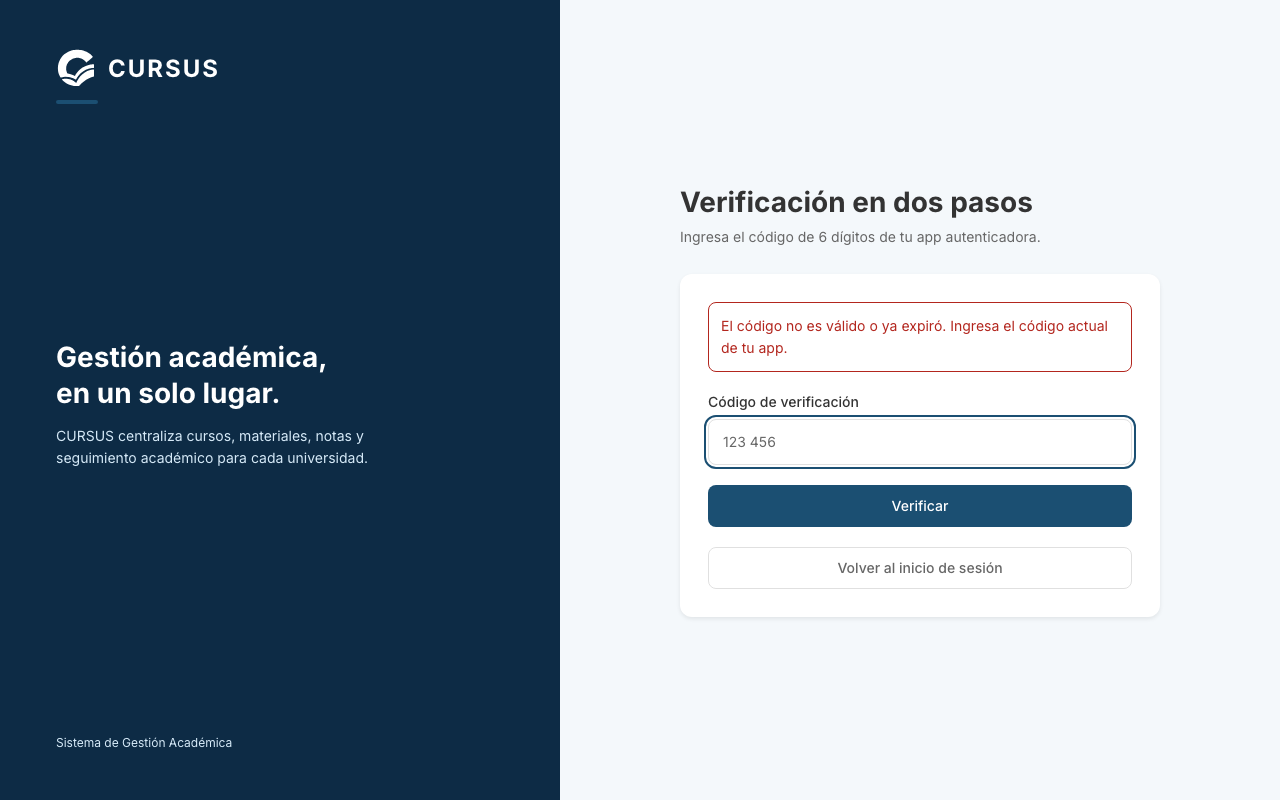 CURSUS
Gestión académica,
en un solo lugar.
CURSUS centraliza cursos, materiales, notas y
seguimiento académico para cada universidad.
Sistema de Gestión Académica
Verificación en dos pasos
Ingresa el código de 6 dígitos de tu app autenticadora.
El código no es válido o ya expiró. Ingresa el código actual
de tu app.
Código de verificación
123 456
Verificar
Volver al inicio de sesión